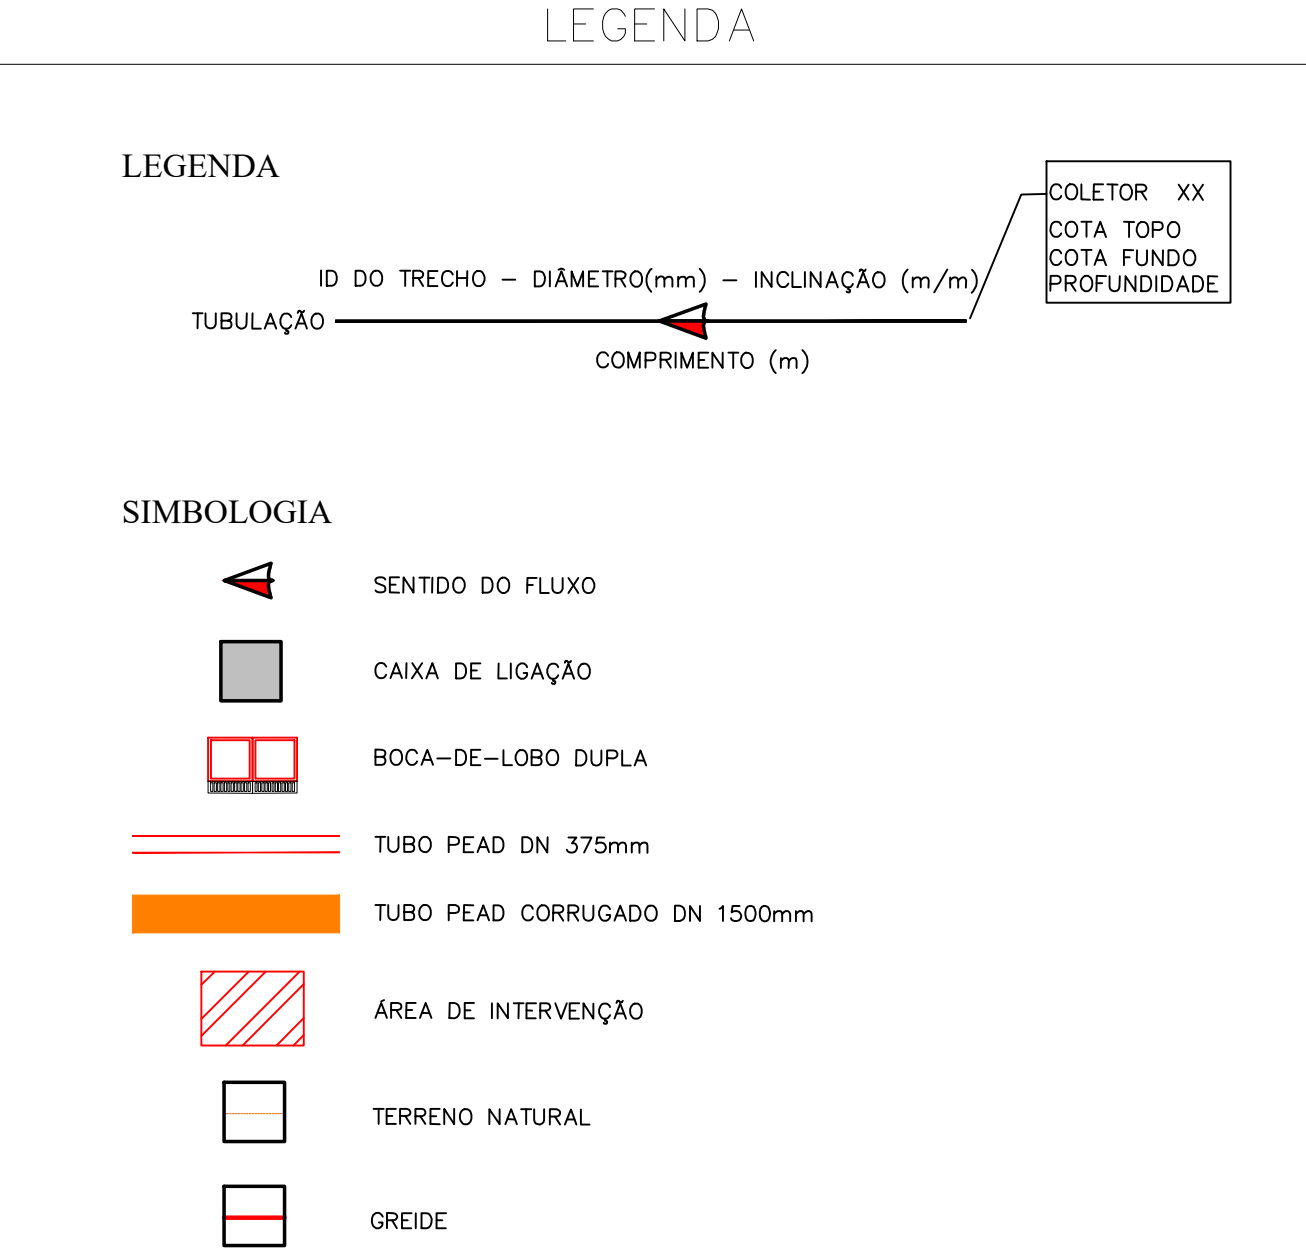 LEGENDA
LEGENDA
COLETOR XX
COTA TOPO
COTA FUNDO
PROFUNDIDADE
ID DO TRECHO – DIÂMETRO(mm) – INCLINAÇÃO (m/m)
TUBULAÇÃO
COMPRIMENTO (m)
SIMBOLOGIA
SENTIDO DO FLUXO
CAIXA DE LIGAÇÃO
BOCA–DE–LOBO DUPLA
TUBO PEAD DN 375mm
TUBO PEAD CORRUGADO DN 1500mm
ÁREA DE INTERVENÇÃO
TERRENO NATURAL
GREIDE